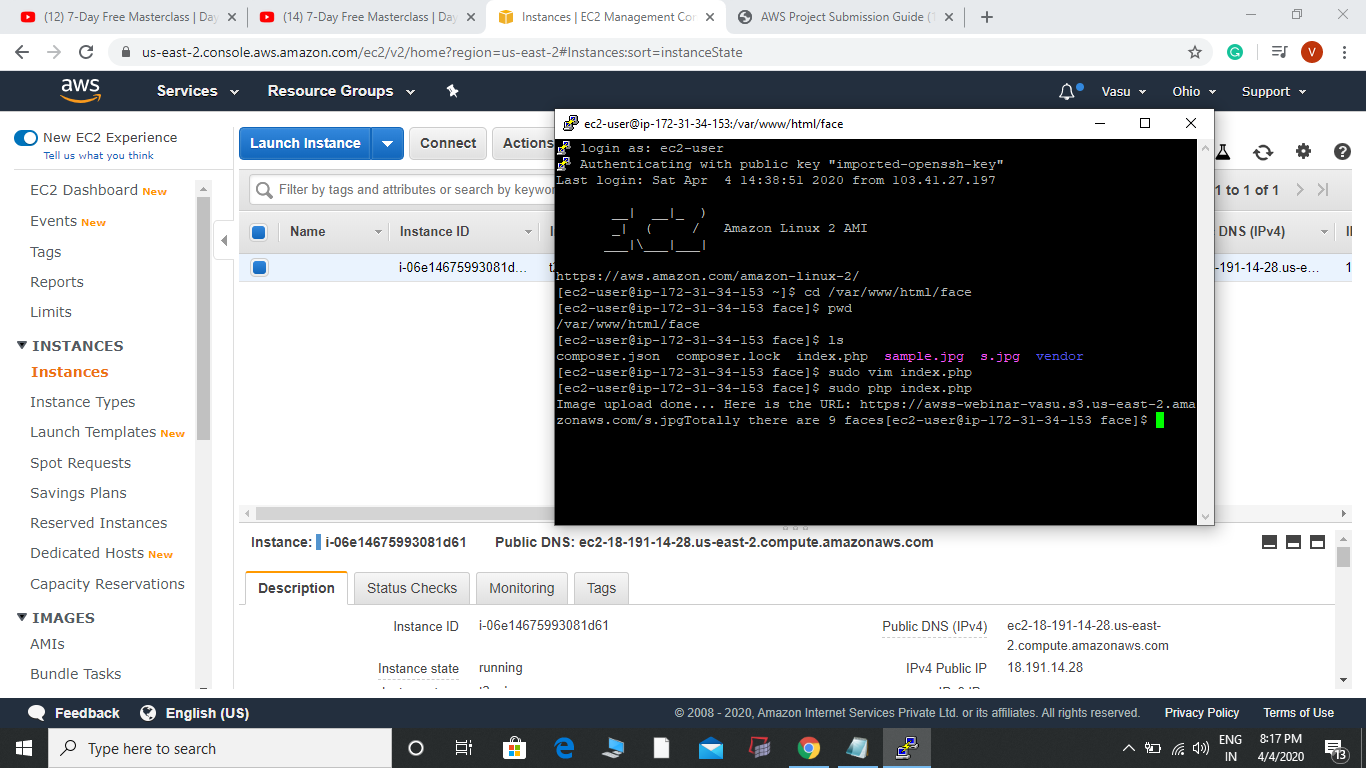 (12) 7-Day Free Masterclass | Day
(14) 7-Day Free Masterclass | Day
Instances | EC2 Management Con
AWS Project Submission Guide (
us-east-2.console.aws.amazon.com/ec2/v2/home?region=us-east-2#Instances:sort=instanceState
V
aws
Services
Resource Groups
Vasu
Ohio
Support
New EC2 Experience
Tell us what you think
EC2 Dashboard New
Events New
Tags
Reports
Limits
INSTANCES
Instances
Instance Types
Launch Templates New
Spot Requests
Savings Plans
Reserved Instances
Dedicated Hosts New
Capacity Reservations
IMAGES
AMIs
Bundle Tasks
Launch Instance
Connect
Actions
Filter by tags and attributes or search by keywor
1 to 1 of 1
Name
Instance ID
DNS (IPv4)
i-06e14675993081d...
-191-14-28.us-e...
ec2-user@ip-172-31-34-153:/var/www/html/face
login as: ec2-user
Authenticating with public key "imported-openssh-key"
Last login: Sat Apr  4 14:38:51 2020 from 103.41.27.197
       __|  __|_  )
       _|  (     /   Amazon Linux 2 AMI
      ___|\___|___|
https://aws.amazon.com/amazon-linux-2/
[ec2-user@ip-172-31-34-153 ~]$ cd /var/www/html/face
[ec2-user@ip-172-31-34-153 face]$ pwd
/var/www/html/face
[ec2-user@ip-172-31-34-153 face]$ ls
composer.json  composer.lock  index.php  sample.jpg  s.jpg  vendor
[ec2-user@ip-172-31-34-153 face]$ sudo vim index.php
[ec2-user@ip-172-31-34-153 face]$ sudo php index.php
Image upload done... Here is the URL: https://awss-webinar-vasu.s3.us-east-2.ama
zonaws.com/s.jpgTotally there are 9 faces[ec2-user@ip-172-31-34-153 face]$
Instance: i-06e14675993081d61
Public DNS: ec2-18-191-14-28.us-east-2.compute.amazonaws.com
Description
Status Checks
Monitoring
Tags
Instance ID
i-06e14675993081d61
Public DNS (IPv4)
ec2-18-191-14-28.us-east-
2.compute.amazonaws.com
Instance state
running
IPv4 Public IP
18.191.14.28
Feedback
English (US)
© 2008 - 2020, Amazon Internet Services Private Ltd. or its affiliates. All rights reserved.
Privacy Policy
Terms of Use
Type here to search
ENG
IN
8:17 PM
4/4/2020
13